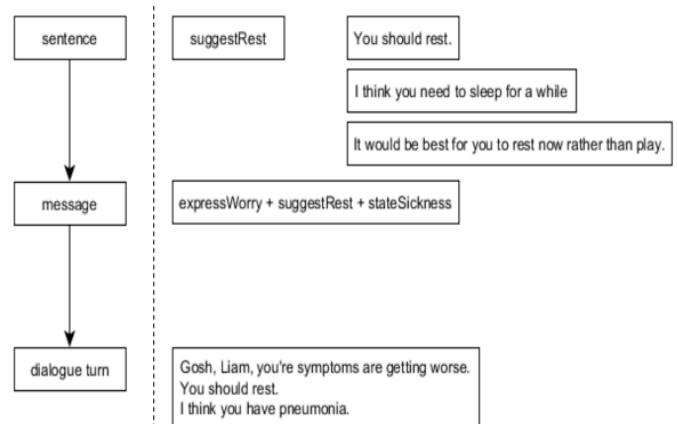 sentence
suggestRest
You should rest.
I think you need to sleep for a while
It would be best for you to rest now rather than play.
message
expressWorry + suggestRest + stateSickness
dialogue turn
Gosh, Liam, you're symptoms are getting worse.
You should rest.
I think you have pneumonia.